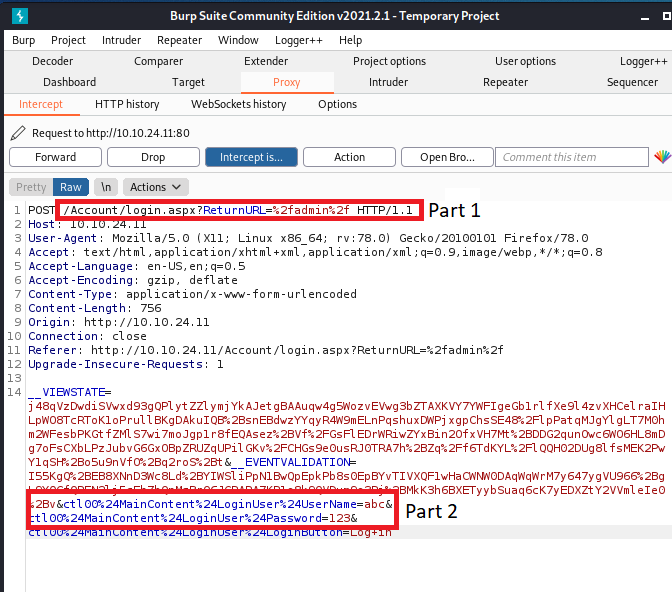 Burp Suite Community Edition v2021.2.1 - Temporary Project
Burp Project Intruder Repeater Window Logger++ Help
Decoder Comparer Extender Project options User options Logger++
Dashboard Target Proxy Intruder Repeater Sequencer
Intercept HTTP history WebSockets history Options
Request to http://10.10.24.11:80
Forward Drop Intercept is... Action Open Bro... Comment this item
Pretty Raw \n Actions
1 POST /Account/login.aspx?ReturnURL=%2fadmin%2f HTTP/1.1 Part 1
2 Host: 10.10.24.11
3 User-Agent: Mozilla/5.0 (X11; Linux x86_64; rv:78.0) Gecko/20100101 Firefox/78.0
4 Accept: text/html,application/xhtml+xml,application/xml;q=0.9,image/webp,*/*;q=0.8
5 Accept-Language: en-US,en;q=0.5
6 Accept-Encoding: gzip, deflate
7 Content-Type: application/x-www-form-urlencoded
8 Content-Length: 756
9 Origin: http://10.10.24.11
10 Connection: close
11 Referer: http://10.10.24.11/Account/login.aspx?ReturnURL=%2fadmin%2f
12 Upgrade-Insecure-Requests: 1
13
14 __VIEWSTATE=
j48qVzDwdiSVwxd93gQPlytZZlymjYkAJetgBAAuqw4g5WozvEVwg3bZTAXKVY7YWFIgeGb1rlfXe9l4zvXHCelraIH
LpWO8TcRToK1oPrullBKgDAkuIQB%2BsnEBdwzYYqyR4W9mELnPqshuxDWPjxgpChsSE48%2FlpPatqMJgYlgLT7M0h
m2WFesbPKGtfZMlS7wi7moJgp1r8fEQAsez%2BVf%2FGsFlEDrWRiwZYxBin2OfxVH7Mt%2BDDG2qunOwc6WO6HL8mD
g7oFsCXbLPzJubvG6GxOBpZRUZqUPilGKv%2FCHGs9e0usRJ0TRA7h%2BZq%2Ff6TdKYL%2FlQQH02DUg8lfsMEK2Pw
Y1qSH%2Bo5u9nVf0%2Bq2roS%2Bt&__EVENTVALIDATION=
I55KgQ%2BEB8XNnD3Wc8Ld%2BYIWSliPpN1BwQpEpkPb8s0EpBYvTIVXQF1wHaCWNW0DAqWqWrM7y647ygVU966%2Bg
%2Bv&ctl00%24MainContent%24LoginUser%24UserName=abc&
ctl00%24MainContent%24LoginUser%24Password=123& Part 2
ctl00%24MainContent%24LoginUser%24LoginButton=Log+in